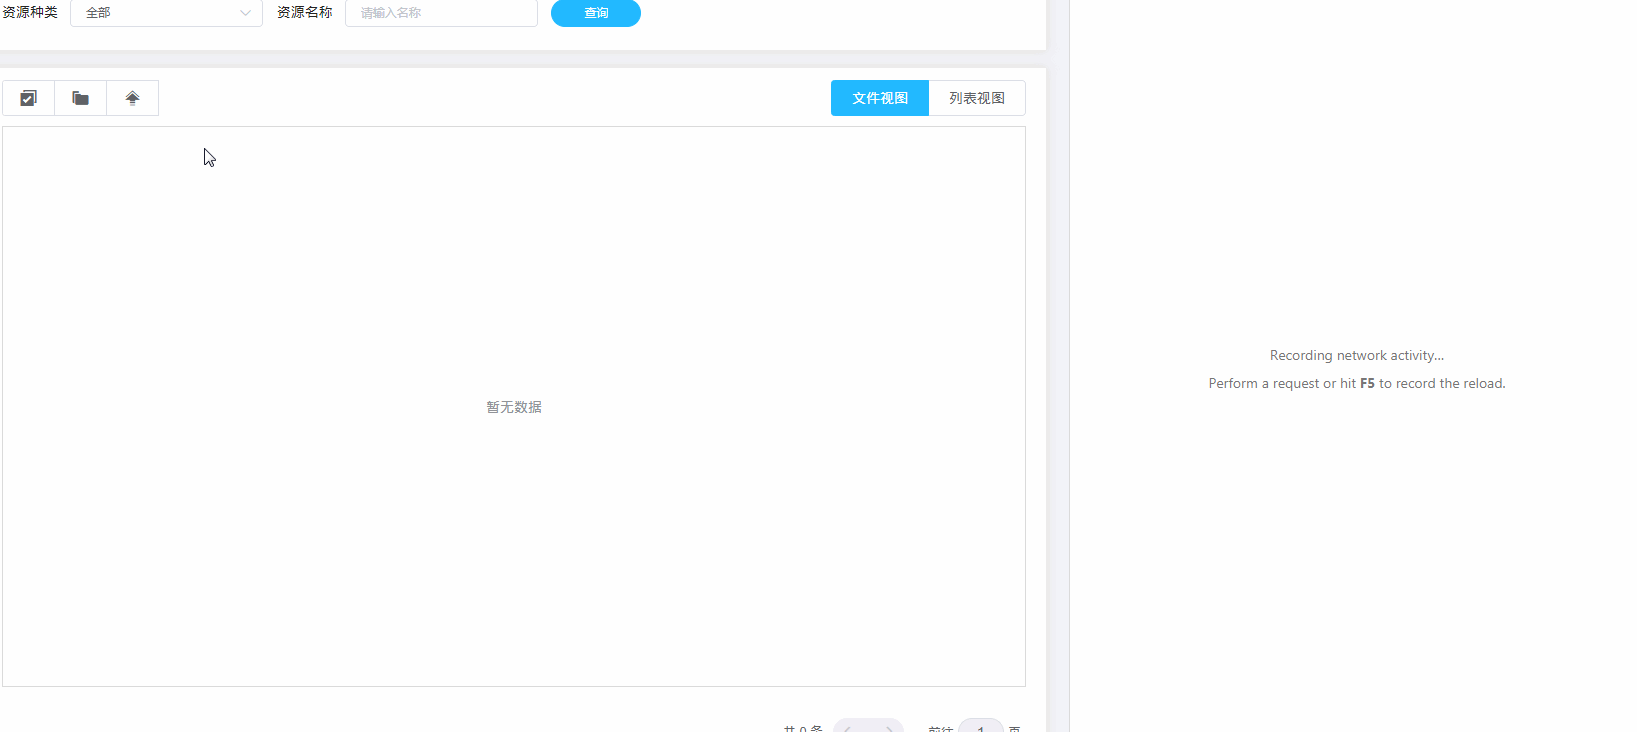 资源种类 全部 资源名称 请输入名称 查询
文件视图 列表视图
暂无数据
共 0 条 前往 1 页
Recording network activity...
Perform a request or hit F5 to record the reload.